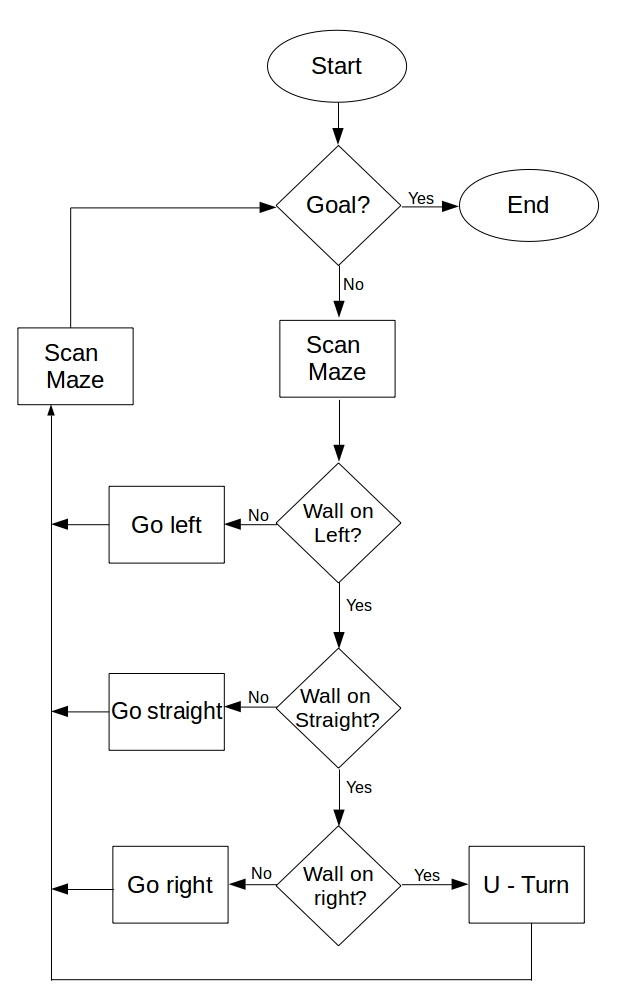 Start
Goal?
Yes
End
No
Scan
Maze
Scan
Maze
Wall on
Left?
No
Go left
Yes
Wall on
Straight?
No
Go straight
Yes
Wall on
right?
No
Go right
Yes
U - Turn